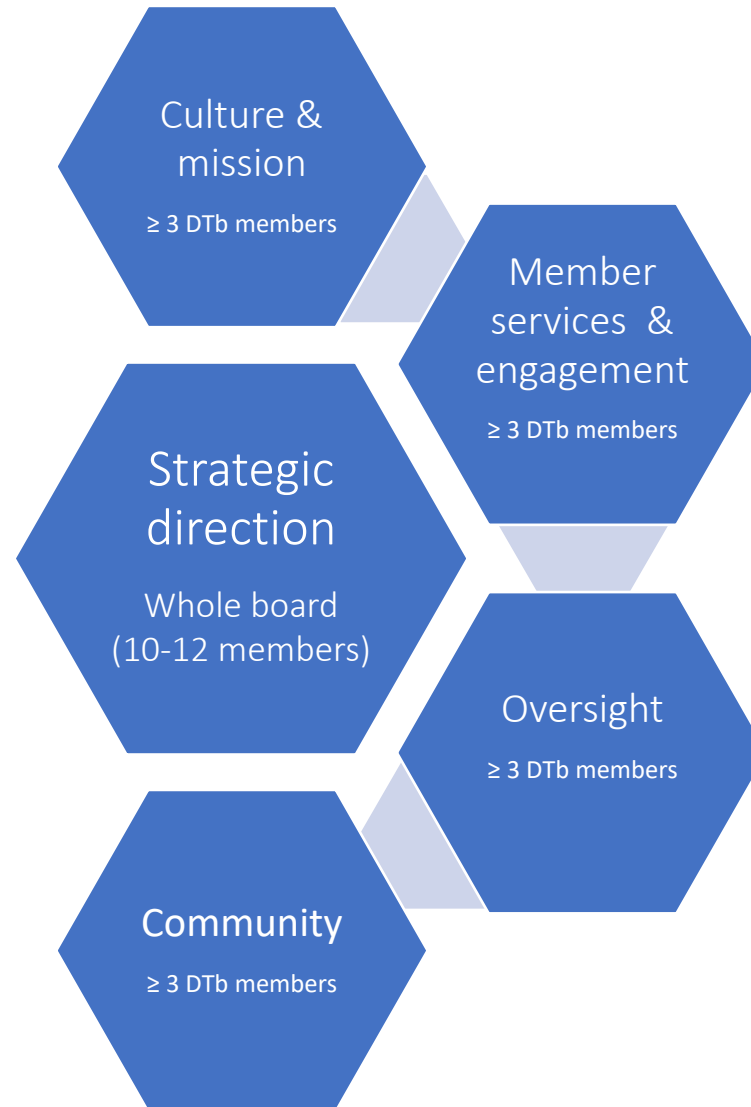 Culture &
mission
≥ 3 DTb members
Member
services & 
engagement
≥ 3 DTb members
Strategic
direction
Whole board
(10-12 members)
Oversight
≥ 3 DTb members
Community
≥ 3 DTb members